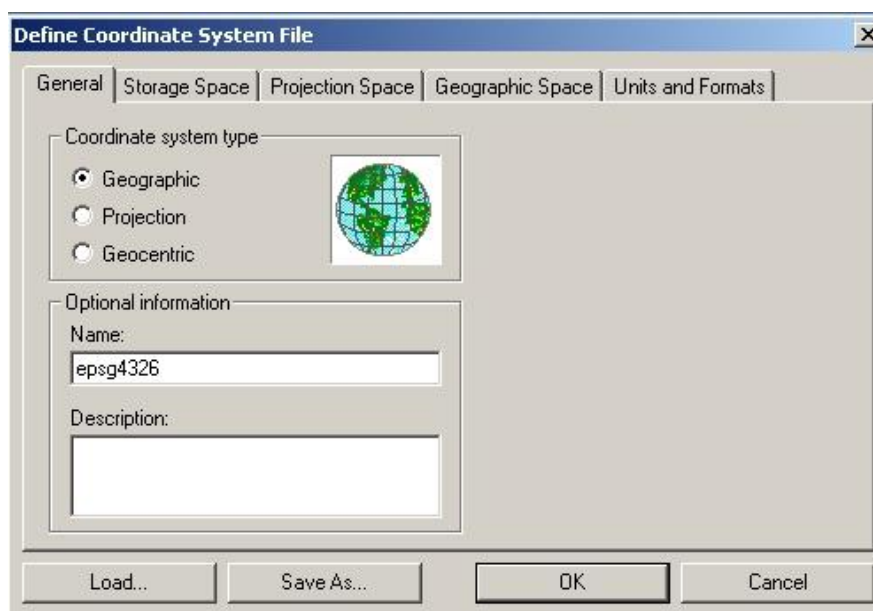 Define Coordinate System File
General Storage Space Projection Space Geographic Space Units and Formats
Coordinate system type
Geographic
Projection
Geocentric
Optional information
Name:
epsg4326
Description:
Load... Save As... OK Cancel